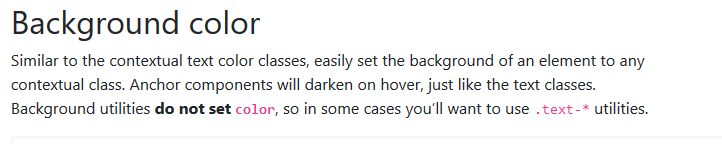 Background color
Similar to the contextual text color classes, easily set the background of an element to any
contextual class. Anchor components will darken on hover, just like the text classes.
Background utilities do not set color, so in some cases you’ll want to use .text-* utilities.